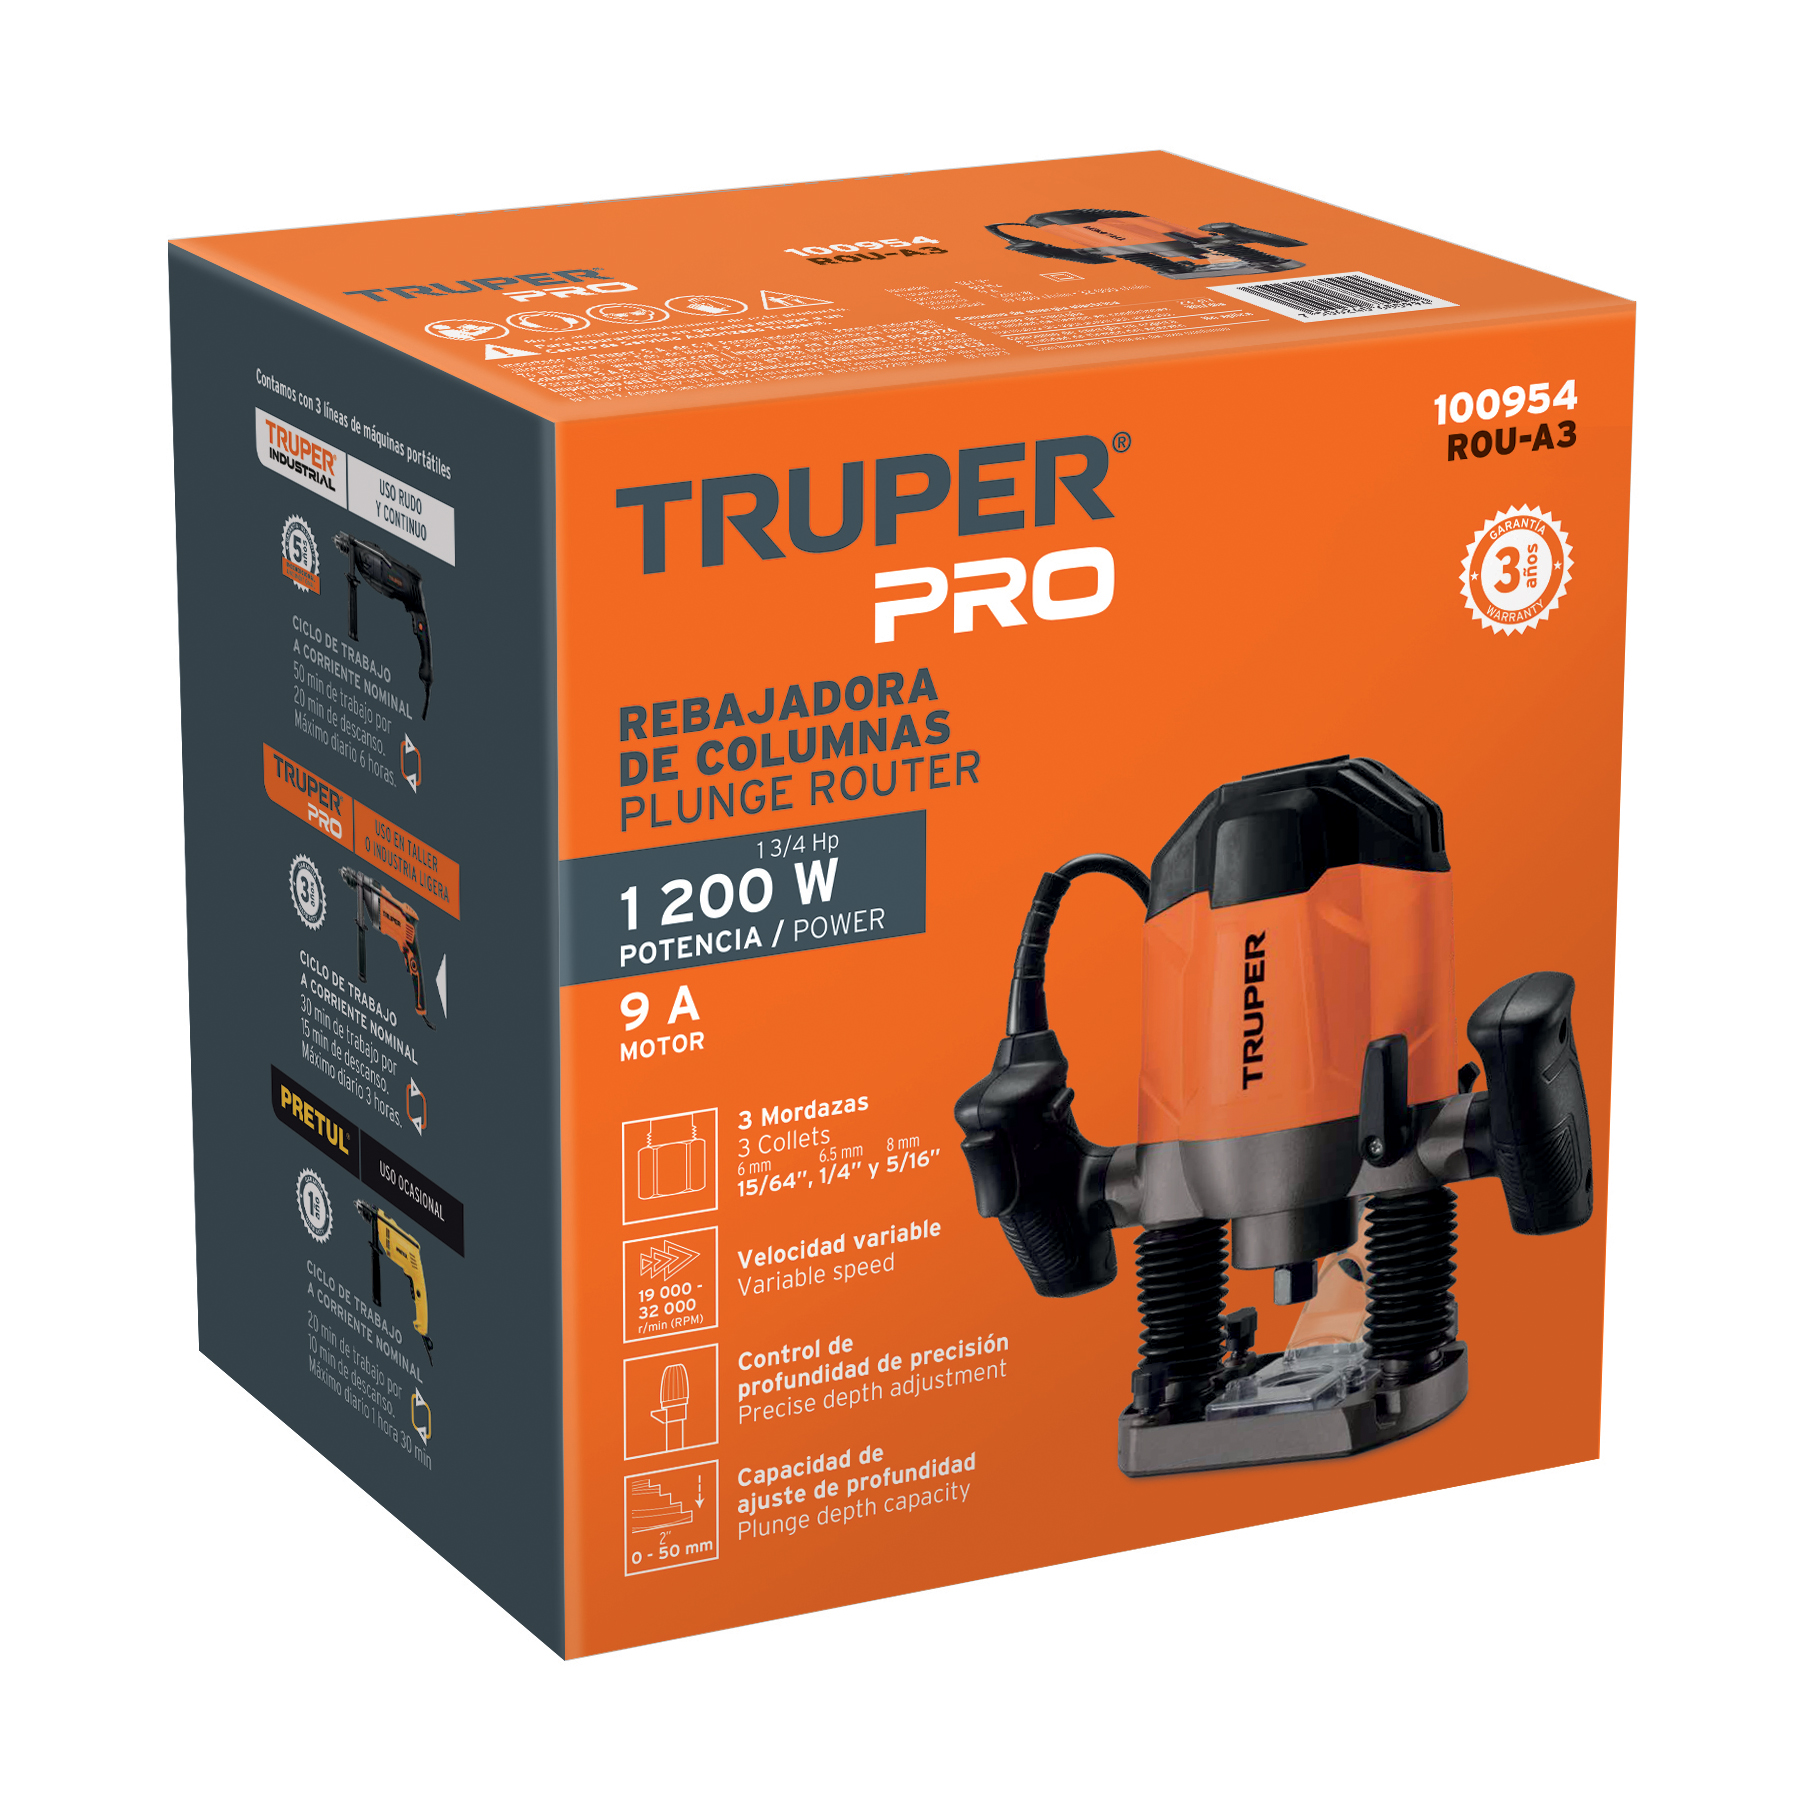 TRUPER®
PRO
100954
ROU-A3
100954
ROU-A3
TRUPER®
PRO
GARANTÍA
3 años
WARRANTY
REBAJADORA
DE COLUMNAS
PLUNGE ROUTER
1 3/4 Hp
1 200 W
POTENCIA / POWER
9 A
MOTOR
3 Mordazas
3 Collets
6 mm 6.5 mm 8 mm
15/64”, 1/4” y 5/16”
19 000 -
32 000
r/min (RPM)
Velocidad variable
Variable speed
Control de
profundidad de precisión
Precise depth adjustment
2”
0 - 50 mm
Capacidad de
ajuste de profundidad
Plunge depth capacity
TRUPER
Contamos con 3 líneas de máquinas portátiles
TRUPER®
INDUSTRIAL
USO RUDO
Y CONTINUO
5 años
CICLO DE TRABAJO
A CORRIENTE NOMINAL
50 min de trabajo por
20 min de descanso.
Máximo diario 6 horas.
TRUPER®
PRO
USO EN TALLER
O INDUSTRIA LIGERA
3 años
TRUPER
CICLO DE TRABAJO
A CORRIENTE NOMINAL
30 min de trabajo por
15 min de descanso.
Máximo diario 3 horas.
PRETUL®
USO OCASIONAL
1 año
CICLO DE TRABAJO
A CORRIENTE NOMINAL
20 min de trabajo por
10 min de descanso.
Máximo diario 1 hora 30 min